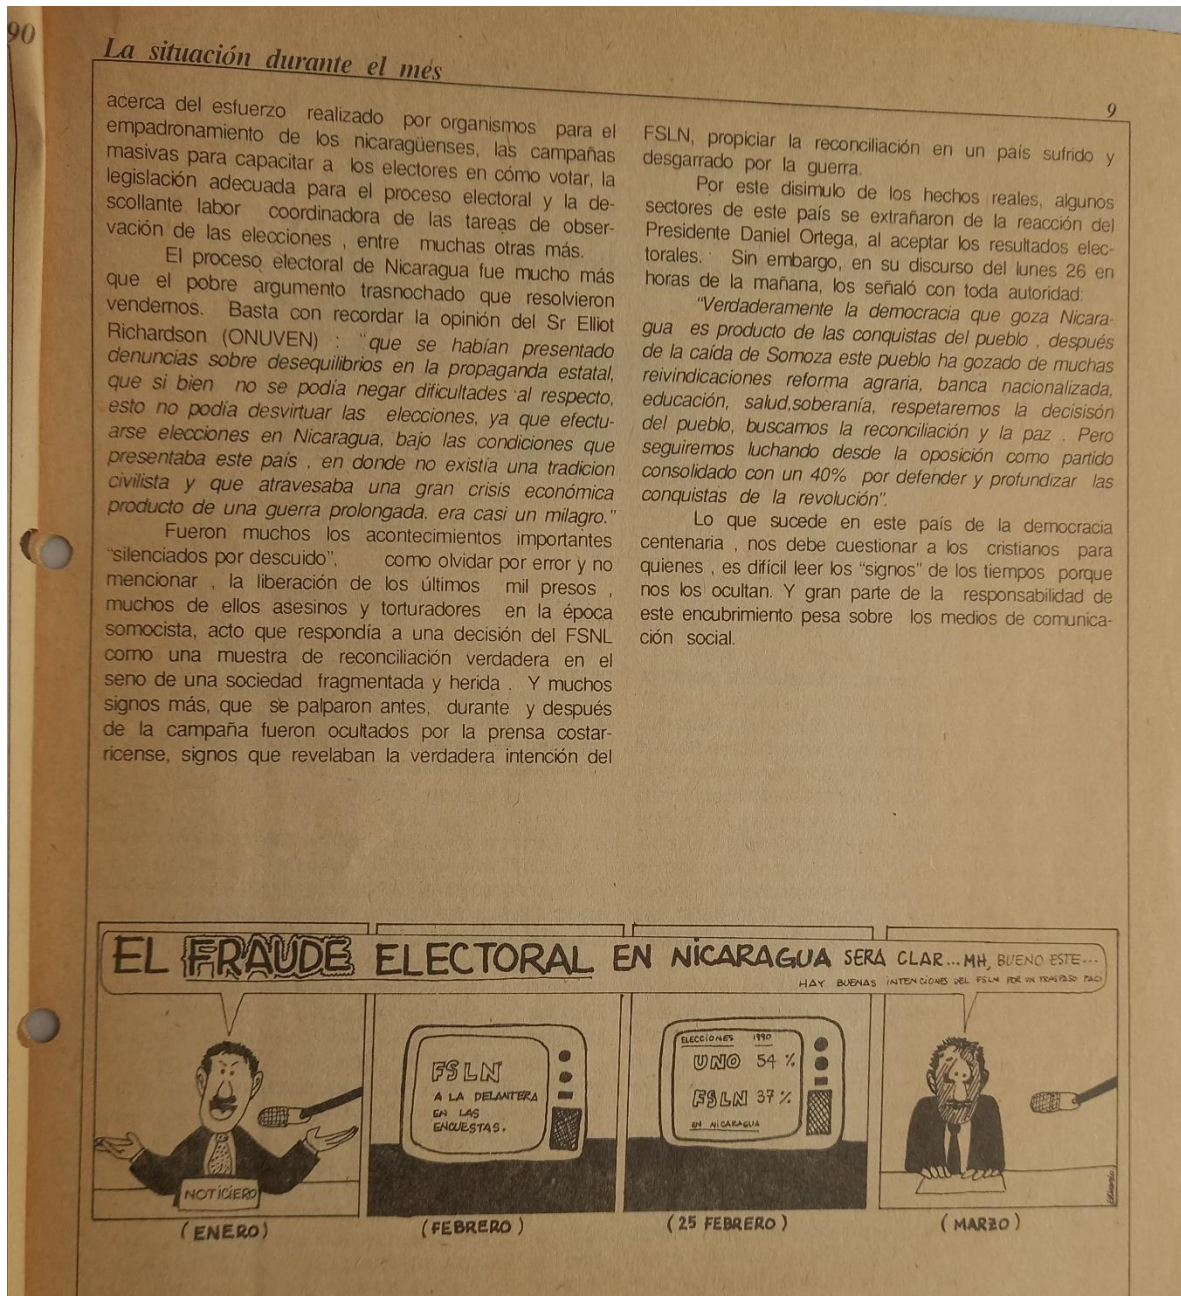 90
La situación durante el mes
9
acerca del esfuerzo realizado por organismos para el
empadronamiento de los nicaragüenses, las campañas
masivas para capacitar a los electores en cómo votar, la
legislación adecuada para el proceso electoral y la de-
scollante labor coordinadora de las tareas de obser-
vación de las elecciones , entre muchas otras más.
El proceso electoral de Nicaragua fue mucho más
que el pobre argumento trasnochado que resolvieron
vendernos. Basta con recordar la opinión del Sr Elliot
Richardson (ONUVEN) : "que se habían presentado
denuncias sobre desequilibrios en la propaganda estatal,
que si bien no se podía negar dificultades al respecto,
esto no podía desvirtuar las elecciones, ya que efectu-
arse elecciones en Nicaragua, bajo las condiciones que
presentaba este país , en donde no existía una tradicion
civilista y que atravesaba una gran crisis económica
producto de una guerra prolongada, era casi un milagro."
Fueron muchos los acontecimientos importantes
"silenciados por descuido", como olvidar por error y no
mencionar , la liberación de los últimos mil presos ,
muchos de ellos asesinos y torturadores en la época
somocista, acto que respondía a una decisión del FSNL
como una muestra de reconciliación verdadera en el
seno de una sociedad fragmentada y herida . Y muchos
signos más, que se palparon antes, durante y después
de la campaña fueron ocultados por la prensa costar-
ricense, signos que revelaban la verdadera intención del
FSLN, propiciar la reconciliación en un país sufrido y
desgarrado por la guerra.
Por este disimulo de los hechos reales, algunos
sectores de este país se extrañaron de la reacción del
Presidente Daniel Ortega, al aceptar los resultados elec-
torales. Sin embargo, en su discurso del lunes 26 en
horas de la mañana, los señaló con toda autoridad:
"Verdaderamente la democracia que goza Nicara-
gua es producto de las conquistas del pueblo , después
de la caída de Somoza este pueblo ha gozado de muchas
reivindicaciones reforma agraria, banca nacionalizada,
educación, salud,soberanía, respetaremos la decisisón
del pueblo, buscamos la reconciliación y la paz . Pero
seguiremos luchando desde la oposición como partido
consolidado con un 40% por defender y profundizar las
conquistas de la revolución".
Lo que sucede en este país de la democracia
centenaria , nos debe cuestionar a los cristianos para
quienes , es difícil leer los "signos" de los tiempos porque
nos los ocultan. Y gran parte de la responsabilidad de
este encubrimiento pesa sobre los medios de comunica-
ción social.
EL FRAUDE ELECTORAL EN NICARAGUA SERA CLAR...MH, BUENO ESTE...
HAY BUENAS INTENCIONES DEL FSLN POR UN TRASPASO PACI
NOTICIERO
(ENERO)
FSLN
A LA DELANTERA
EN LAS
ENCUESTAS.
(FEBRERO)
ELECCIONES 1990
UNO 54 %
FSLN 37 %
EN NICARAGUA
(25 FEBRERO)
(MARZO)